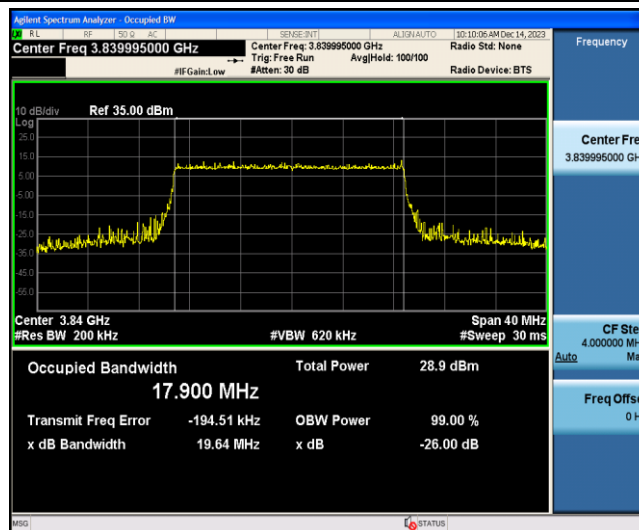 Agilent Spectrum Analyzer - Occupied BW
RL RF 50 Ω AC SENSE:INT ALIGN AUTO 10:10:06 AM Dec 14, 2023
Center Freq 3.839995000 GHz Center Freq: 3.839995000 GHz Radio Std: None
Trig: Free Run Avg|Hold: 100/100
#IFGain:Low #Atten: 30 dB Radio Device: BTS
10 dB/div Ref 35.00 dBm
Log
25.0
15.0
5.00
-5.00
-15.0
-25.0
-35.0
-45.0
-55.0
Center 3.84 GHz Span 40 MHz
#Res BW 200 kHz #VBW 620 kHz #Sweep 30 ms
Occupied Bandwidth Total Power 28.9 dBm
17.900 MHz
Transmit Freq Error -194.51 kHz OBW Power 99.00 %
x dB Bandwidth 19.64 MHz x dB -26.00 dB
MSG STATUS
Frequency
Center Fre
3.839995000 GH
CF Ste
4.000000 MH
Auto Ma
Freq Offse
0 H